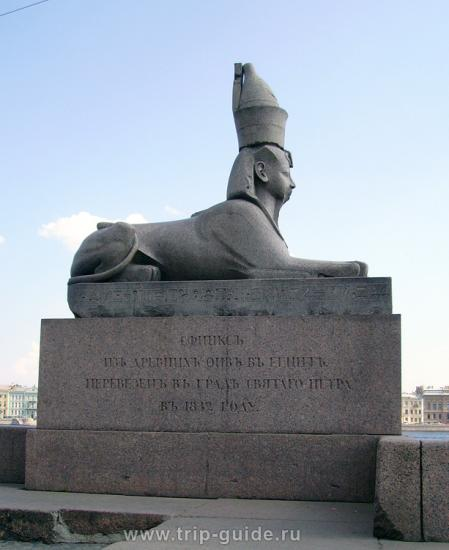 СФИНКСЪ
ИЗЪ ДРЕВНИХЪ ѲИВЪ ВЪ ЕГИПТѢ.
ПЕРЕВЕЗЕНЪ ВЪ ГРАДЪ СВЯТАГО ПЕТРА
ВЪ 1832 ГОДУ.
www.trip-guide.ru